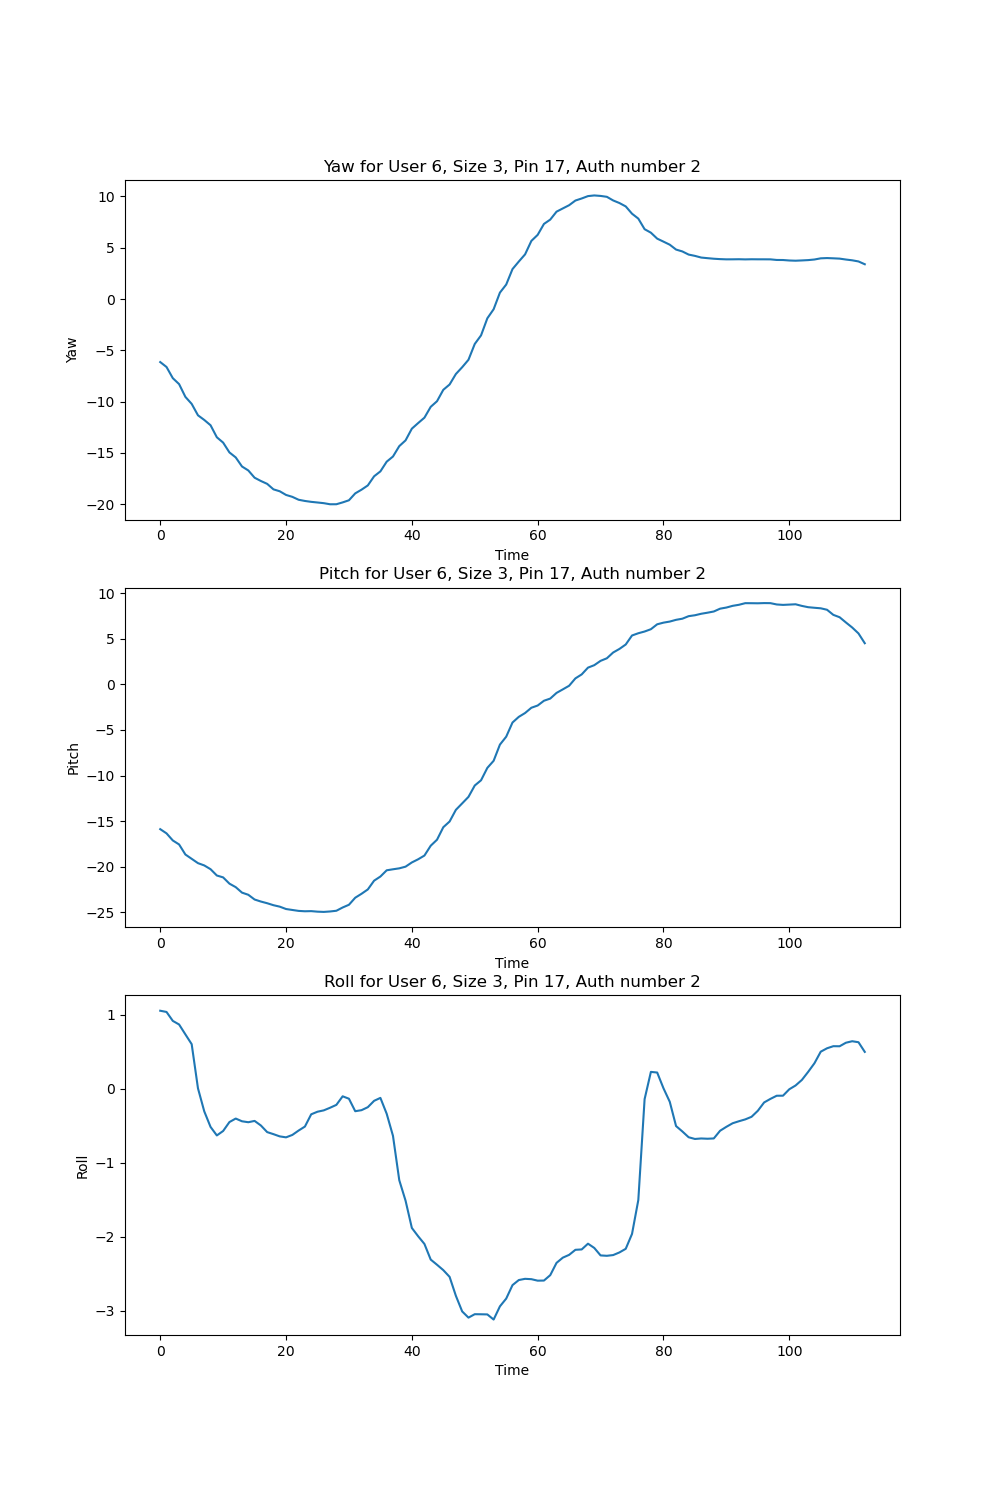 Yaw for User 6, Size 3, Pin 17, Auth number 2
10
5
0
−5
−10
−15
−20
Yaw
0 20 40 60 80 100
Time
Pitch for User 6, Size 3, Pin 17, Auth number 2
10
5
0
−5
−10
−15
−20
−25
Pitch
0 20 40 60 80 100
Time
Roll for User 6, Size 3, Pin 17, Auth number 2
1
0
−1
−2
−3
Roll
0 20 40 60 80 100
Time